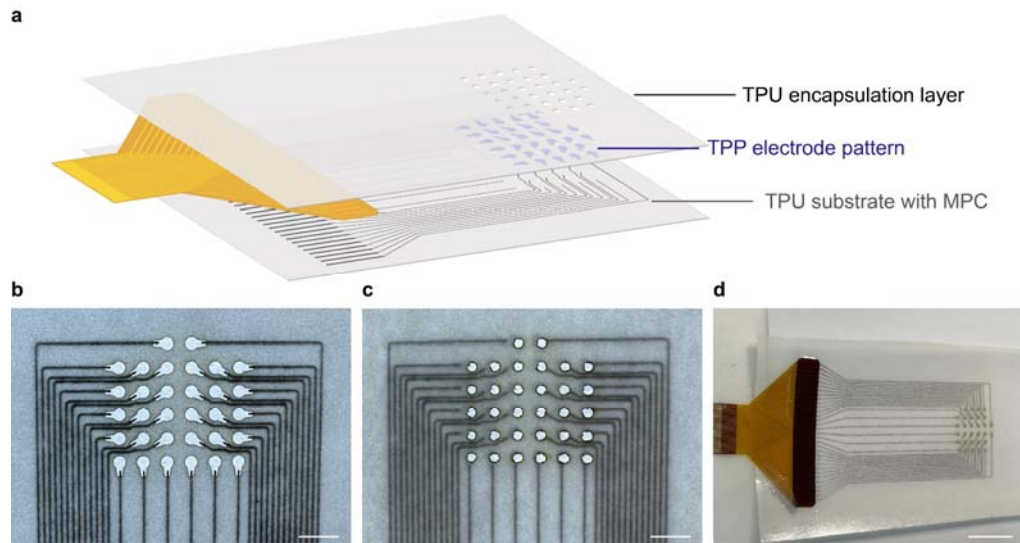 a
TPU encapsulation layer
TPP electrode pattern
TPU substrate with MPC
b
c
d